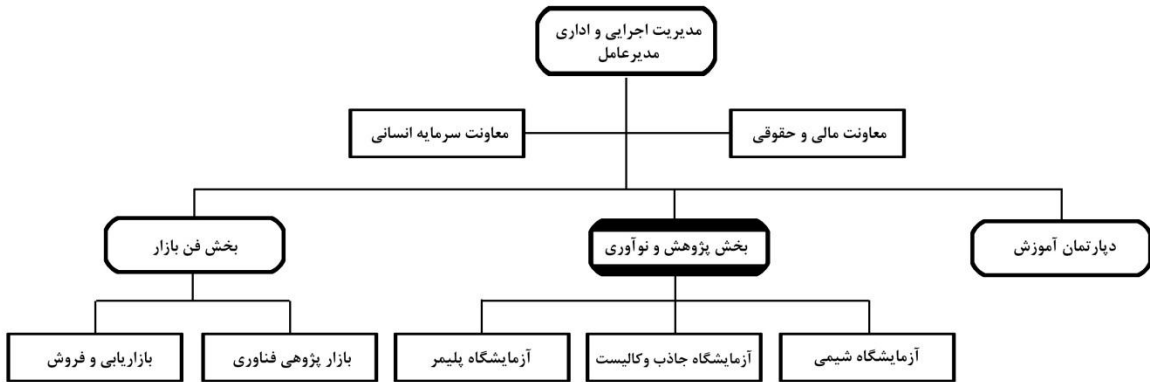 مدیریت اجرایی و اداری
مدیرعامل
معاونت مالی و حقوقی
معاونت سرمایه انسانی
دپارتمان آموزش
بخش پژوهش و نوآوری
بخش فن بازار
آزمایشگاه شیمی
آزمایشگاه جاذب وکالیست
آزمایشگاه پلیمر
بازار پژوهی فناوری
بازاریابی و فروش